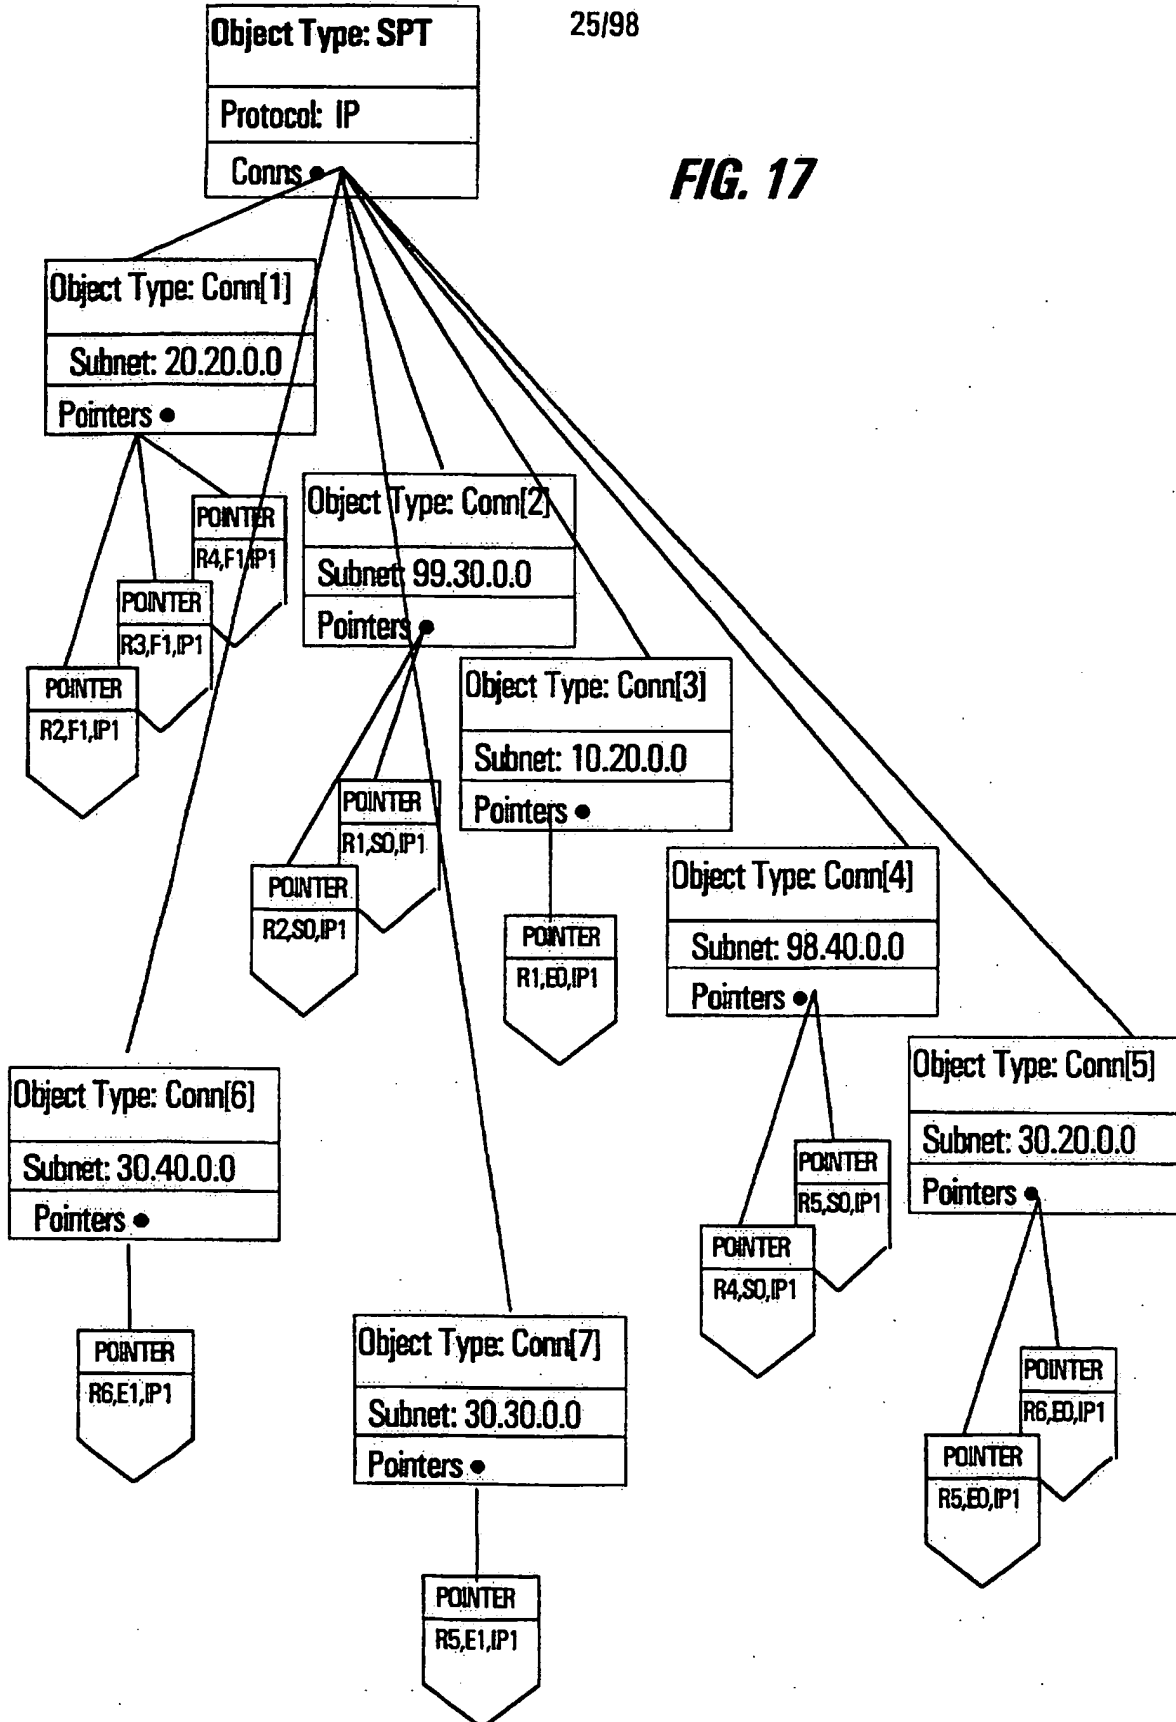 25/98
Object Type: SPT
Protocol: IP
Conns
FIG. 17
Object Type: Conn[1]
Subnet: 20.20.0.0
Pointers
POINTER
R4,F1,IP1
POINTER
R3,F1,IP1
POINTER
R2,F1,IP1
Object Type: Conn[2]
Subnet: 99.30.0.0
Pointers
POINTER
R1,S0,IP1
POINTER
R2,S0,IP1
Object Type: Conn[3]
Subnet: 10.20.0.0
Pointers
POINTER
R1,E0,IP1
Object Type: Conn[4]
Subnet: 98.40.0.0
Pointers
POINTER
R5,S0,IP1
POINTER
R4,S0,IP1
Object Type: Conn[5]
Subnet: 30.20.0.0
Pointers
POINTER
R6,E0,IP1
POINTER
R5,E0,IP1
Object Type: Conn[6]
Subnet: 30.40.0.0
Pointers
POINTER
R6,E1,IP1
Object Type: Conn[7]
Subnet: 30.30.0.0
Pointers
POINTER
R5,E1,IP1